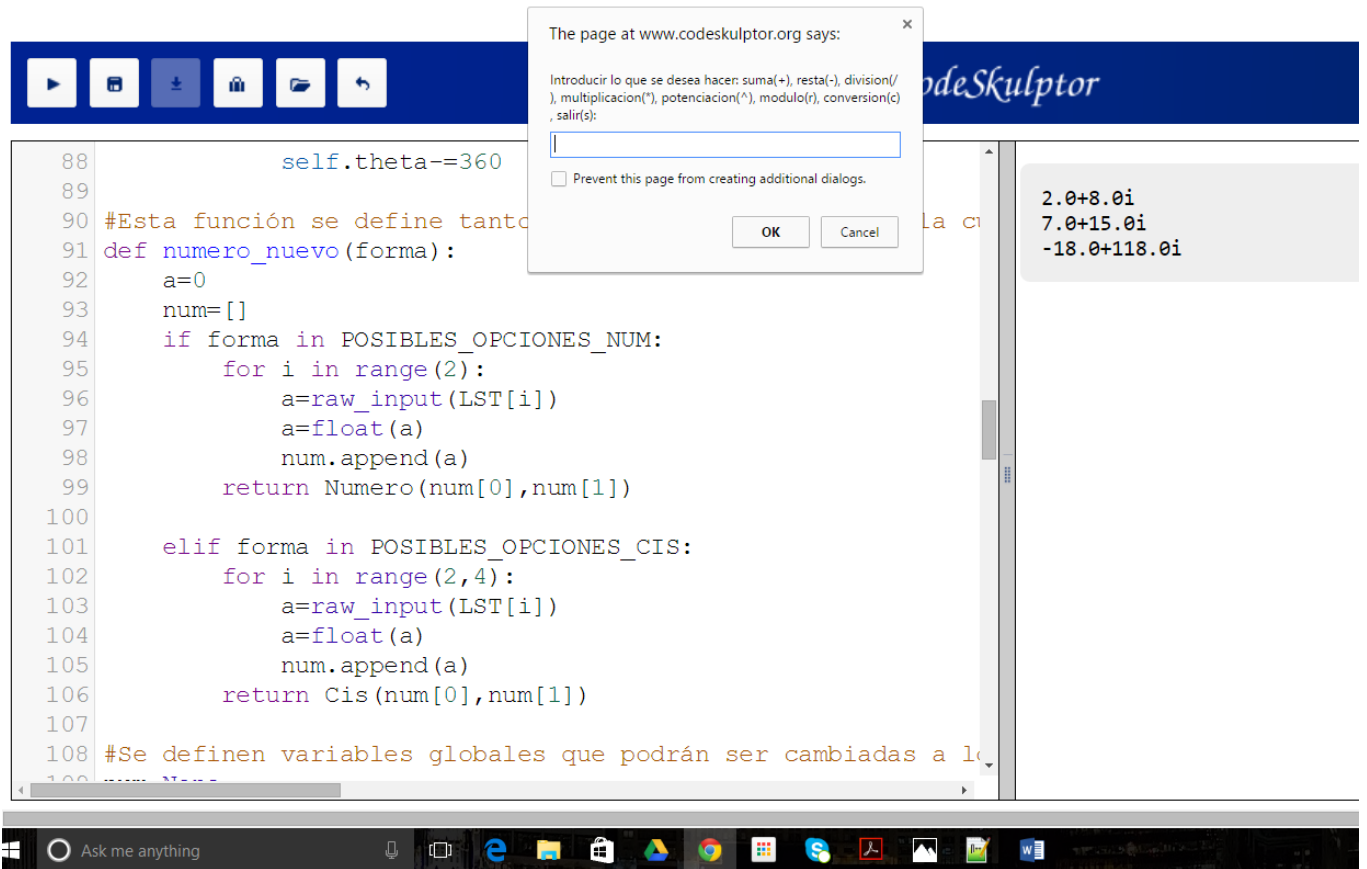 The page at www.codeskulptor.org says:
Introducir lo que se desea hacer: suma(+), resta(-), division(/
), multiplicacion(*), potenciacion(^), modulo(r), conversion(c)
, salir(s):
Prevent this page from creating additional dialogs.
OK Cancel
deSkulptor
88 self.theta-=360
89
90 #Esta función se define
91 def numero_nuevo(forma):
92 a=0
93 num=[]
94 if forma in POSIBLES_OPCIONES_NUM:
95 for i in range(2):
96 a=raw_input(LST[i])
97 a=float(a)
98 num.append(a)
99 return Numero(num[0],num[1])
100
101 elif forma in POSIBLES_OPCIONES_CIS:
102 for i in range(2,4):
103 a=raw_input(LST[i])
104 a=float(a)
105 num.append(a)
106 return Cis(num[0],num[1])
107
108 #Se definen variables globales que podrán ser cambiadas a
2.0+8.0i
7.0+15.0i
-18.0+118.0i
Ask me anything